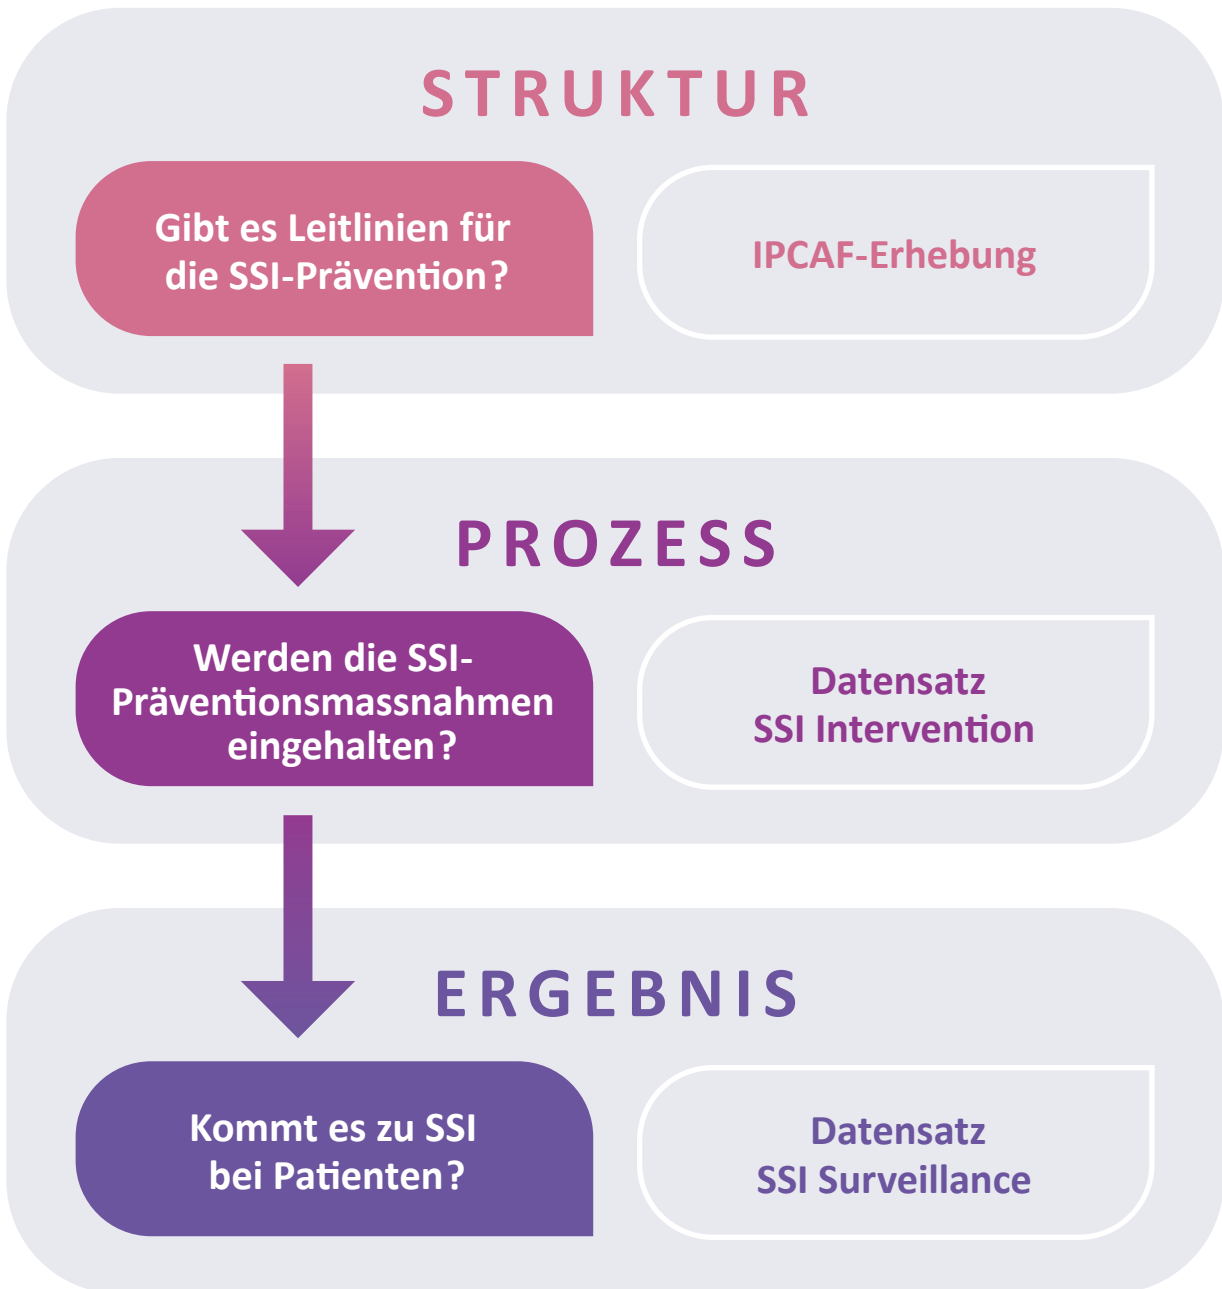 STRUKTUR
Gibt es Leitlinien für
die SSI-Prävention?
IPCAF-Erhebung
PROZESS
Werden die SSI-
Präventionsmassnahmen
eingehalten?
Datensatz
SSI Intervention
ERGEBNIS
Kommt es zu SSI
bei Patienten?
Datensatz
SSI Surveillance